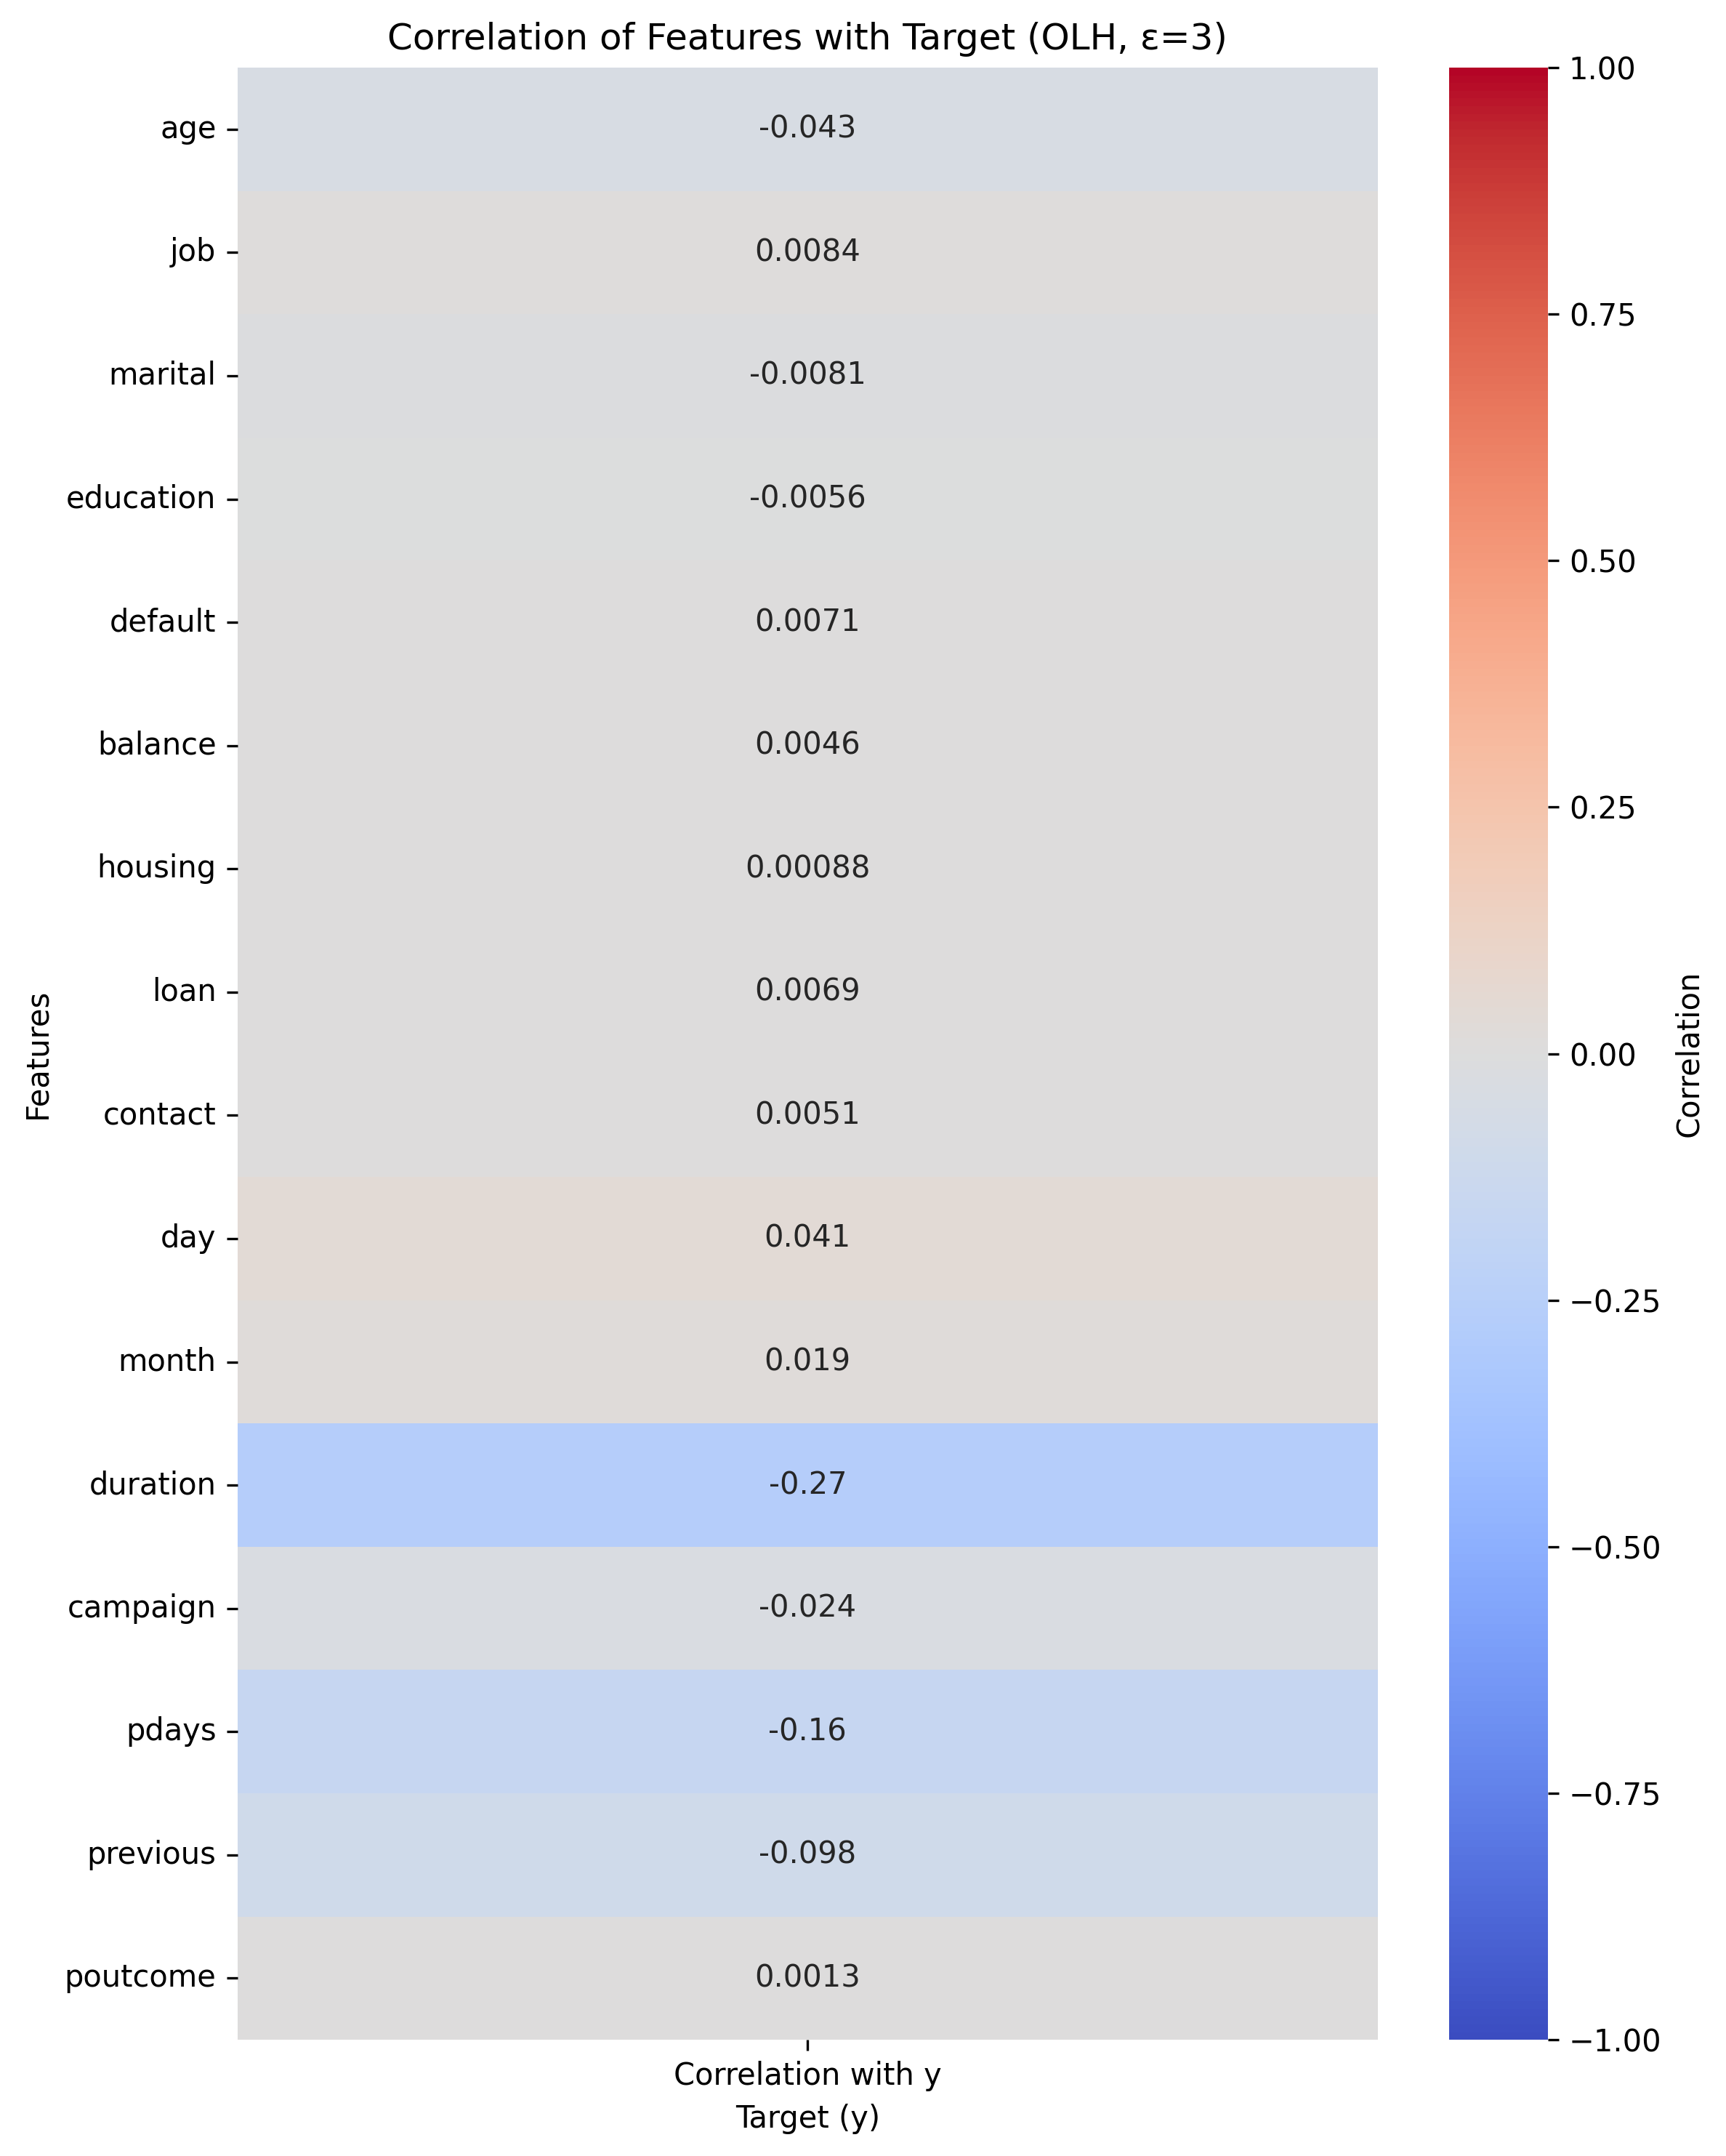 Correlation of Features with Target (OLH, ε=3)
age -0.043
job 0.0084
marital -0.0081
education -0.0056
default 0.0071
balance 0.0046
housing 0.00088
loan 0.0069
contact 0.0051
day 0.041
month 0.019
duration -0.27
campaign -0.024
pdays -0.16
previous -0.098
poutcome 0.0013
Features
Correlation with y
Target (y)
1.00
0.75
0.50
0.25
0.00
−0.25
−0.50
−0.75
−1.00
Correlation